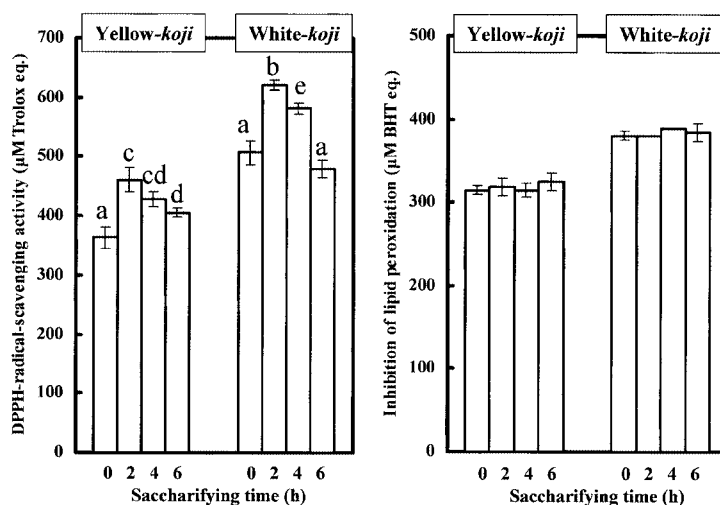 Yellow-koji White-koji
DPPH-radical-scavenging activity (µM Trolox eq.)
700
600
500
400
300
200
100
0
a c cd d a b e a
0 2 4 6 0 2 4 6
Saccharifying time (h)
Yellow-koji White-koji
Inhibition of lipid peroxidation (µM BHT eq.)
500
400
300
200
100
0
0 2 4 6 0 2 4 6
Saccharifying time (h)